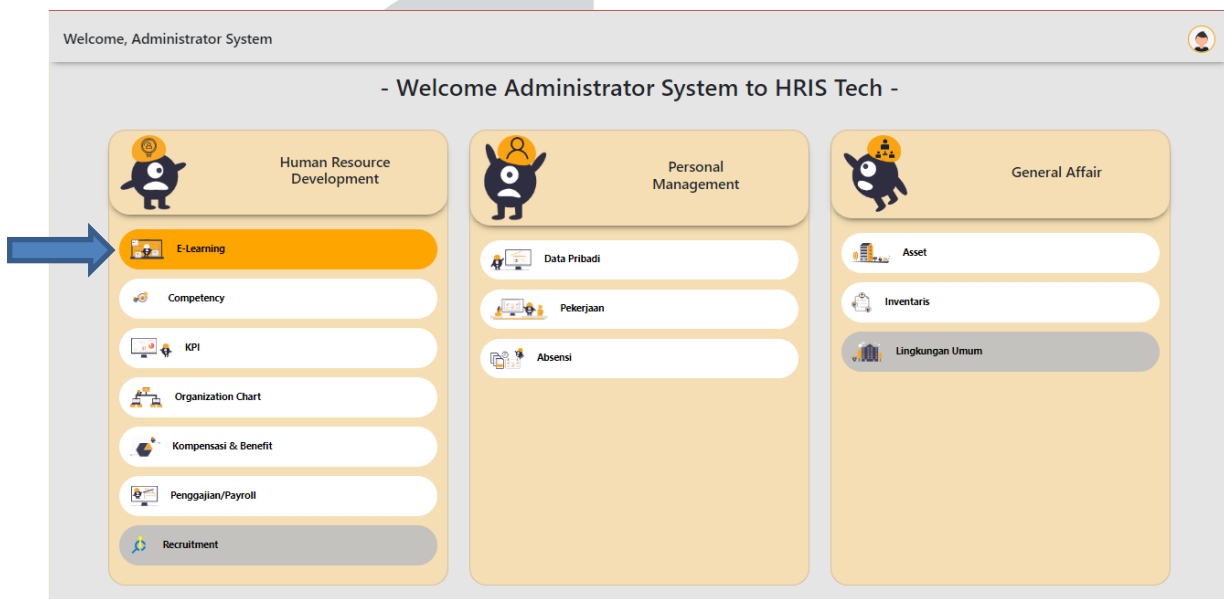 Welcome, Administrator System
- Welcome Administrator System to HRIS Tech -
Human Resource
Development
E-Learning
Competency
KPI
Organization Chart
Kompensasi & Benefit
Penggajian/Payroll
Recruitment
Personal
Management
Data Pribadi
Pekerjaan
Absensi
General Affair
Asset
Inventaris
Lingkungan Umum